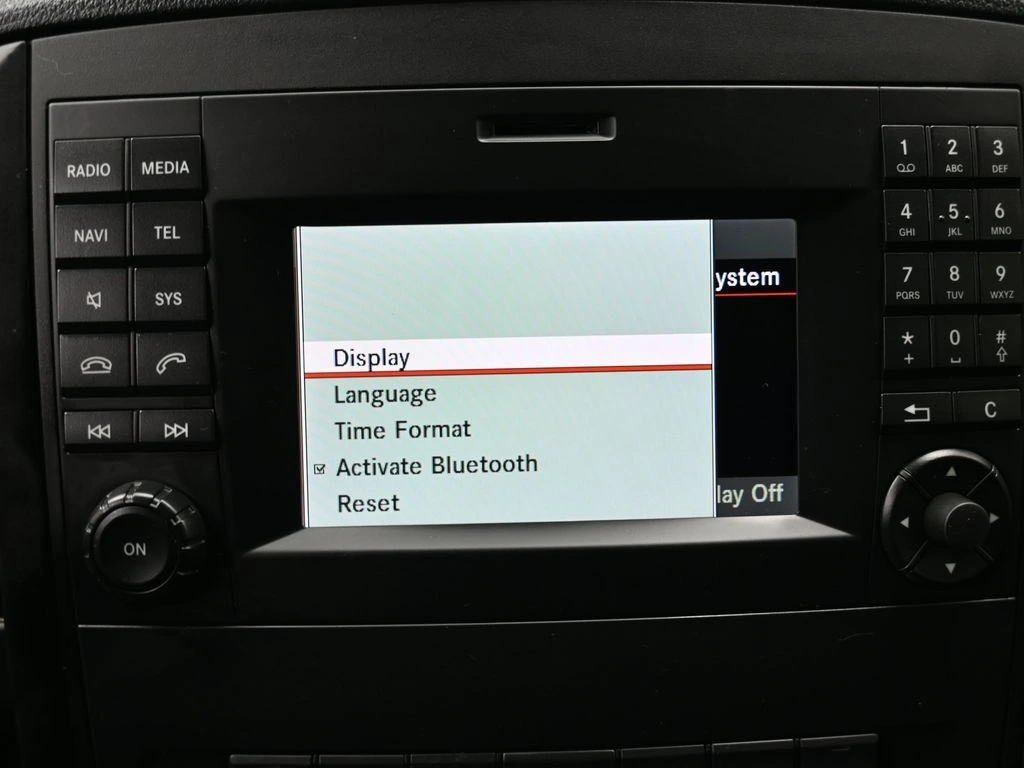 RADIO MEDIA
NAVI TEL
SYS
ON
ystem
Display
Language
Time Format
Activate Bluetooth
Reset
lay Off
1 2 ABC 3 DEF
4 GHI 5 JKL 6 MNO
7 PQRS 8 TUV 9 WXYZ
* + 0 #
C